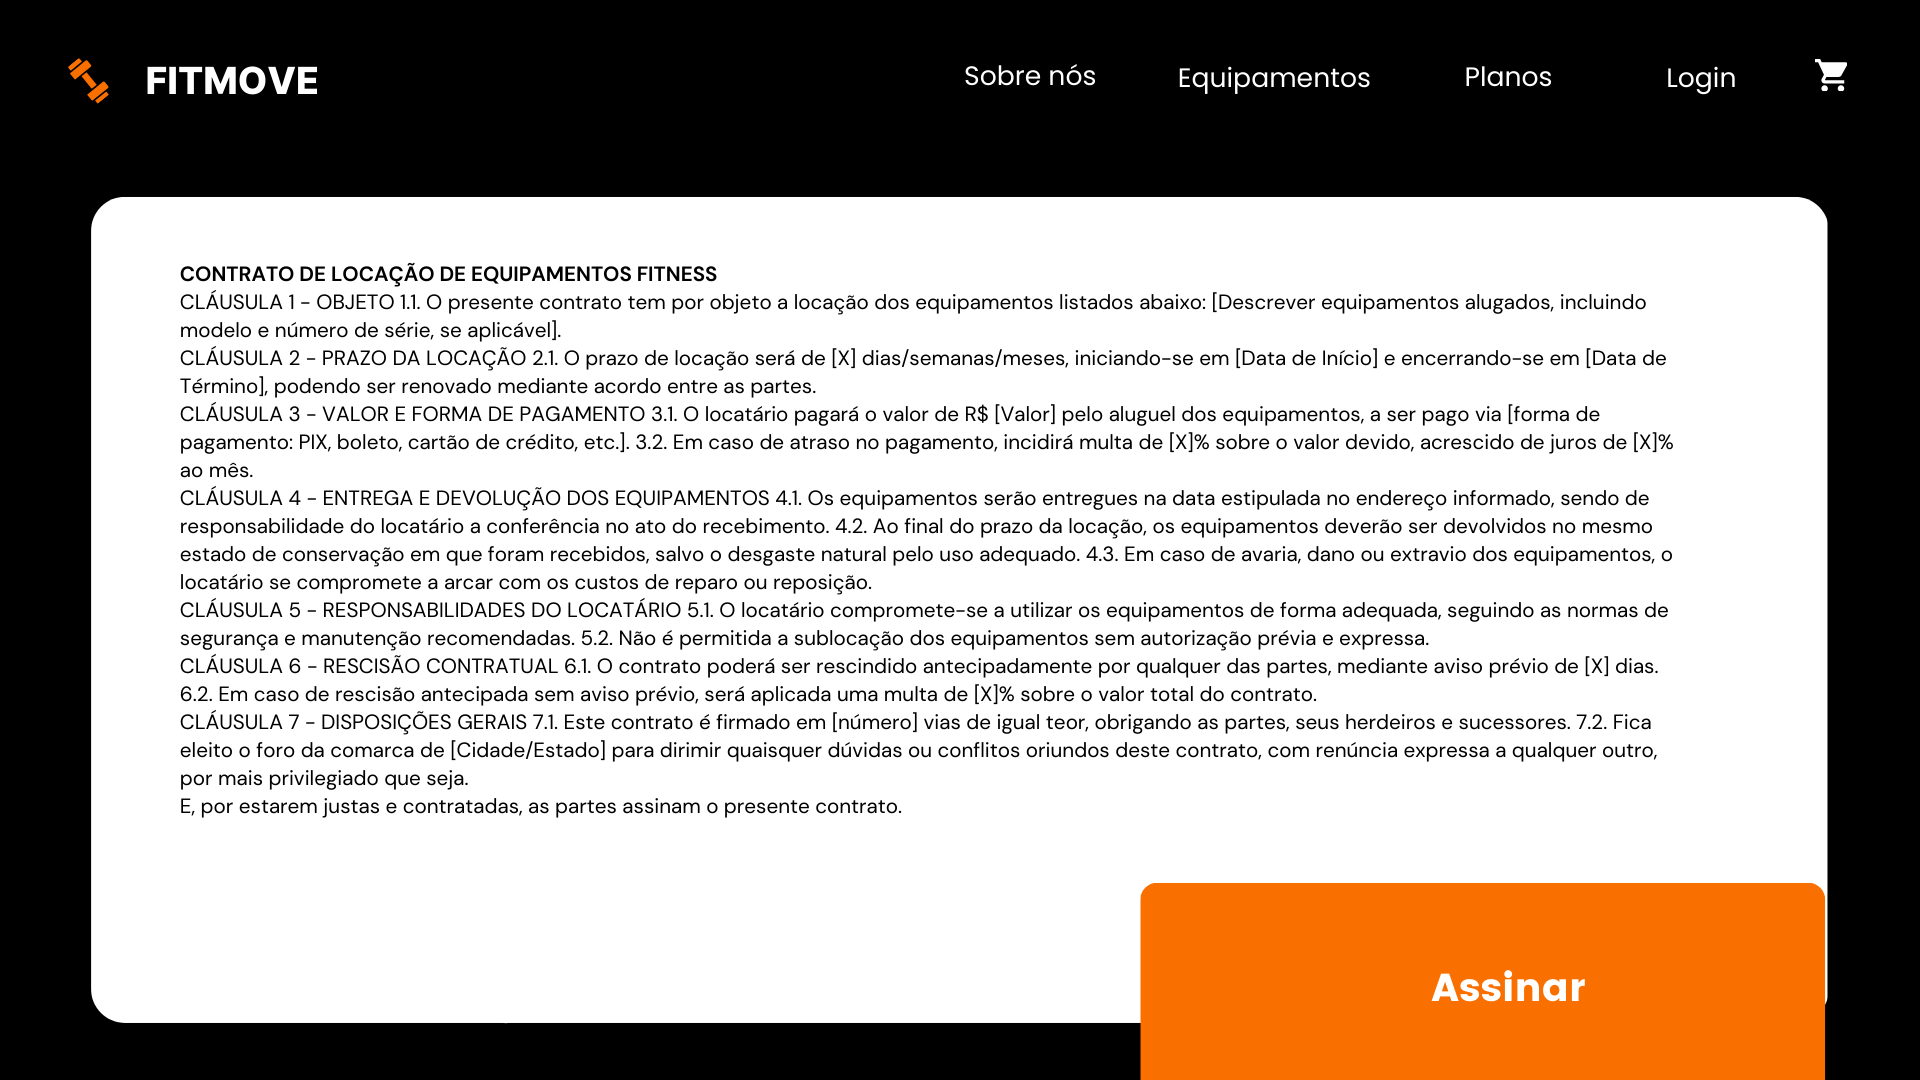 FITMOVE
Sobre nós
Equipamentos
Planos
Login
CONTRATO DE LOCAÇÃO DE EQUIPAMENTOS FITNESS
CLÁUSULA 1 - OBJETO 1.1. O presente contrato tem por objeto a locação dos equipamentos listados abaixo: [Descrever equipamentos alugados, incluindo
modelo e número de série, se aplicável].
CLÁUSULA 2 - PRAZO DA LOCAÇÃO 2.1. O prazo de locação será de [X] dias/semanas/meses, iniciando-se em [Data de Início] e encerrando-se em [Data de
Término], podendo ser renovado mediante acordo entre as partes.
CLÁUSULA 3 - VALOR E FORMA DE PAGAMENTO 3.1. O locatário pagará o valor de R$ [Valor] pelo aluguel dos equipamentos, a ser pago via [forma de
pagamento: PIX, boleto, cartão de crédito, etc.]. 3.2. Em caso de atraso no pagamento, incidirá multa de [X]% sobre o valor devido, acrescido de juros de [X]%
ao mês.
CLÁUSULA 4 - ENTREGA E DEVOLUÇÃO DOS EQUIPAMENTOS 4.1. Os equipamentos serão entregues na data estipulada no endereço informado, sendo de
responsabilidade do locatário a conferência no ato do recebimento. 4.2. Ao final do prazo da locação, os equipamentos deverão ser devolvidos no mesmo
estado de conservação em que foram recebidos, salvo o desgaste natural pelo uso adequado. 4.3. Em caso de avaria, dano ou extravio dos equipamentos, o
locatário se compromete a arcar com os custos de reparo ou reposição.
CLÁUSULA 5 - RESPONSABILIDADES DO LOCATÁRIO 5.1. O locatário compromete-se a utilizar os equipamentos de forma adequada, seguindo as normas de
segurança e manutenção recomendadas. 5.2. Não é permitida a sublocação dos equipamentos sem autorização prévia e expressa.
CLÁUSULA 6 - RESCISÃO CONTRATUAL 6.1. O contrato poderá ser rescindido antecipadamente por qualquer das partes, mediante aviso prévio de [X] dias.
6.2. Em caso de rescisão antecipada sem aviso prévio, será aplicada uma multa de [X]% sobre o valor total do contrato.
CLÁUSULA 7 - DISPOSIÇÕES GERAIS 7.1. Este contrato é firmado em [número] vias de igual teor, obrigando as partes, seus herdeiros e sucessores. 7.2. Fica
eleito o foro da comarca de [Cidade/Estado] para dirimir quaisquer dúvidas ou conflitos oriundos deste contrato, com renúncia expressa a qualquer outro,
por mais privilegiado que seja.
E, por estarem justas e contratadas, as partes assinam o presente contrato.
Assinar